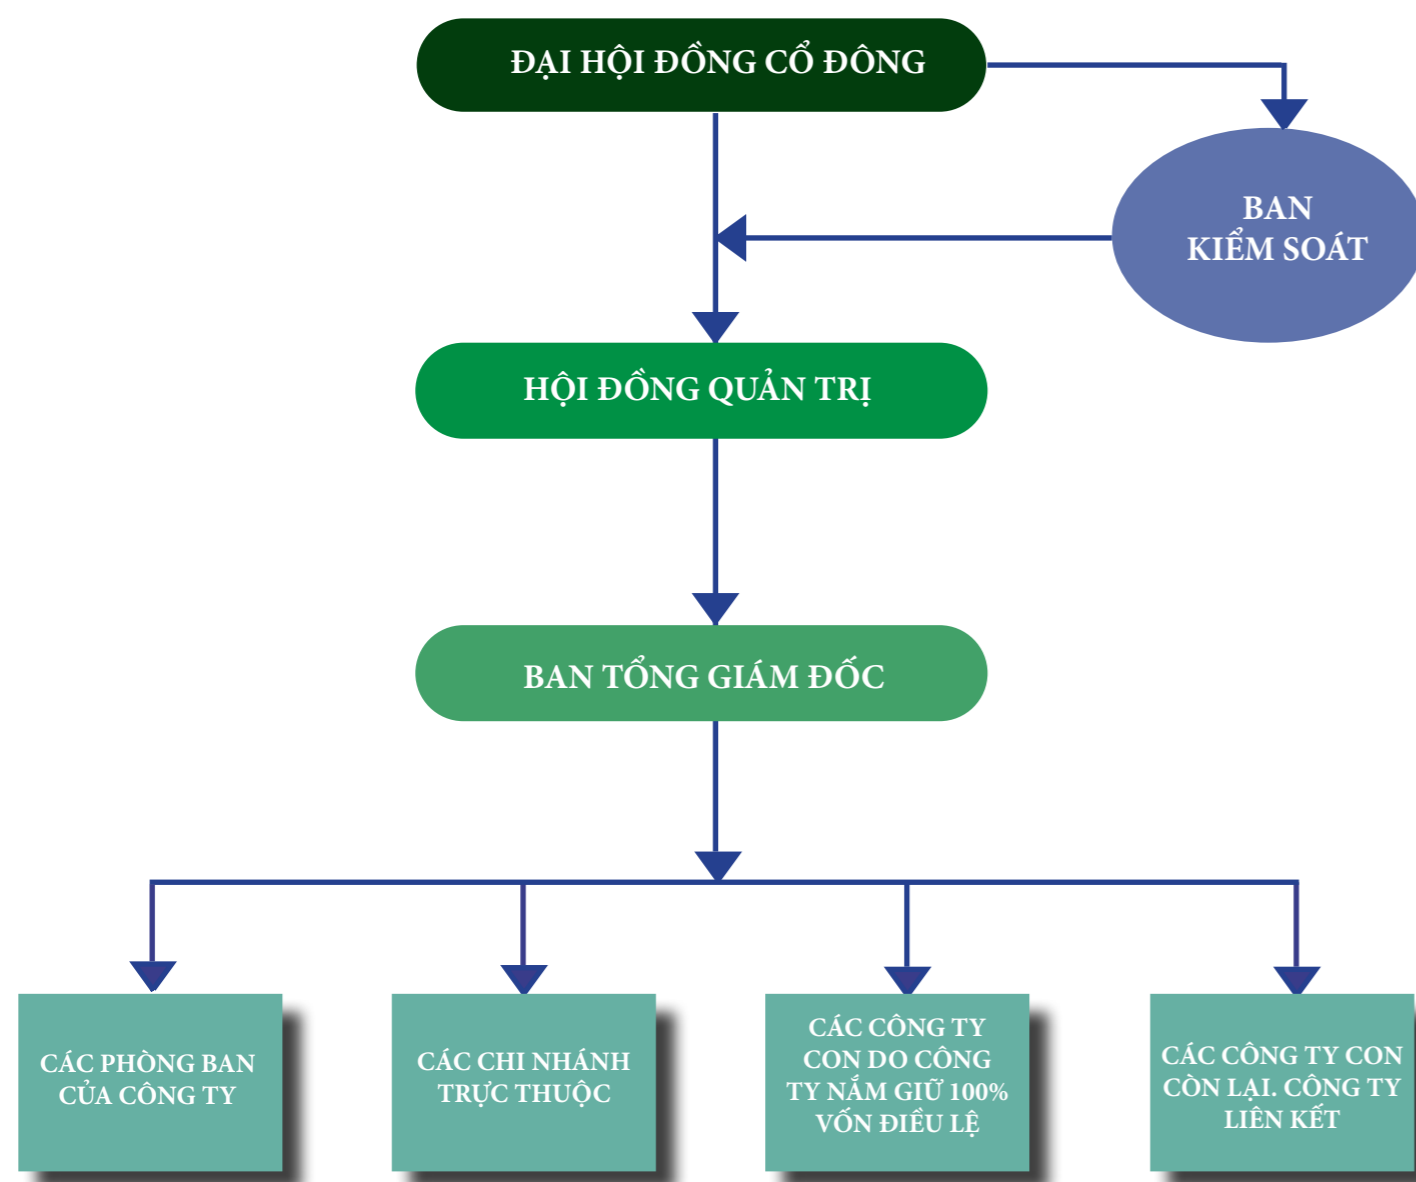 ĐẠI HỘI ĐỒNG CỔ ĐÔNG
BAN
KIỂM SOÁT
HỘI ĐỒNG QUẢN TRỊ
BAN TỔNG GIÁM ĐỐC
CÁC PHÒNG BAN
CỦA CÔNG TY
CÁC CHI NHÁNH
TRỰC THUỘC
CÁC CÔNG TY
CON DO CÔNG
TY NẮM GIỮ 100%
VỐN ĐIỀU LỆ
CÁC CÔNG TY CON
CÒN LẠI. CÔNG TY
LIÊN KẾT